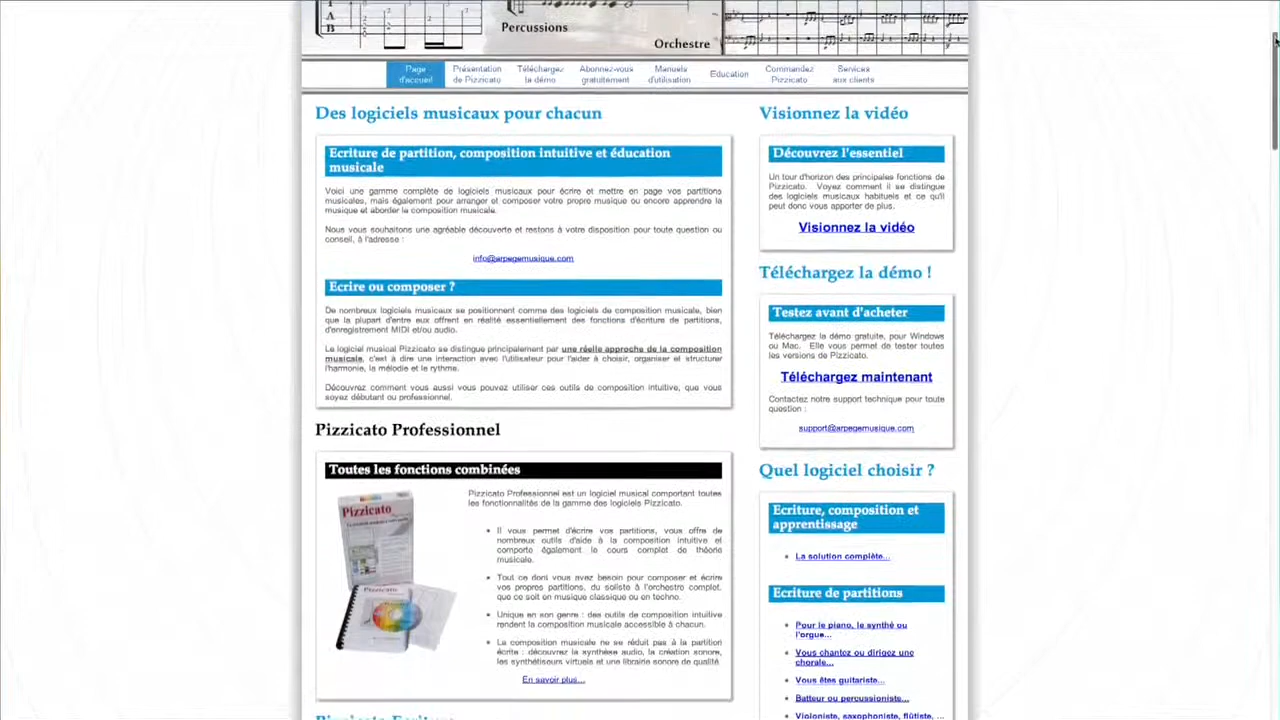 Percussions
Orchestre
Page
d'accueil
Présentation
de Pizzicato
Téléchargez
la démo
Abonnez-vous
gratuitement
Manuels
d'utilisation
Education
Commandez
Pizzicato
Services
aux clients
Des logiciels musicaux pour chacun
Ecriture de partition, composition intuitive et éducation
musicale
Voici une gamme complète de logiciels musicaux pour écrire et mettre en page vos partitions
musicales, mais également pour arranger et composer votre propre musique ou encore apprendre la
musique et aborder la composition musicale.
Nous vous souhaitons une agréable découverte et restons à votre disposition pour toute question ou
conseil, à l'adresse :
info@arpegemusique.com
Ecrire ou composer ?
De nombreux logiciels musicaux se positionnent comme des logiciels de composition musicale, bien
que la plupart d'entre eux offrent en réalité essentiellement des fonctions d'écriture de partitions,
d'enregistrement MIDI et/ou audio.
Le logiciel musical Pizzicato se distingue principalement par une réelle approche de la composition
musicale, c'est à dire une interaction avec l'utilisateur pour l'aider à choisir, organiser et structurer
l'harmonie, la mélodie et le rythme.
Découvrez comment vous aussi vous pouvez utiliser ces outils de composition intuitive, que vous
soyez débutant ou professionnel.
Pizzicato Professionnel
Toutes les fonctions combinées
Pizzicato Professionnel est un logiciel musical comportant toutes
les fonctionnalités de la gamme des logiciels Pizzicato.
• Il vous permet d'écrire vos partitions, vous offre de
nombreux outils d'aide à la composition intuitive et
comporte également le cours complet de théorie
musicale.
• Tout ce dont vous avez besoin pour composer et écrire
vos propres partitions, du soliste à l'orchestre complet,
que ce soit en musique classique ou en techno.
• Unique en son genre : des outils de composition intuitive
rendent la composition musicale accessible à chacun.
• La composition musicale ne se réduit pas à la partition
écrite : découvrez la synthèse audio, la création sonore,
les synthétiseurs virtuels et une librairie sonore de qualité.
En savoir plus...
Pizzicato
Pizzicato
Visionnez la vidéo
Découvrez l'essentiel
Un tour d'horizon des principales fonctions de
Pizzicato. Voyez comment il se distingue
des logiciels musicaux habituels et ce qu'il
peut donc vous apporter de plus.
Visionnez la vidéo
Téléchargez la démo !
Testez avant d'acheter
Téléchargez la démo gratuite, pour Windows
ou Mac. Elle vous permet de tester toutes
les versions de Pizzicato.
Téléchargez maintenant
Contactez notre support technique pour toute
question :
support@arpegemusique.com
Quel logiciel choisir ?
Ecriture, composition et
apprentissage
• La solution complète...
Ecriture de partitions
• Pour le piano, le synthé ou
l'orgue...
• Vous chantez ou dirigez une
chorale...
• Vous êtes guitariste...
• Batteur ou percussioniste...
• Violoniste, saxophoniste, flûtiste, ...
Pizzicato Ecriture